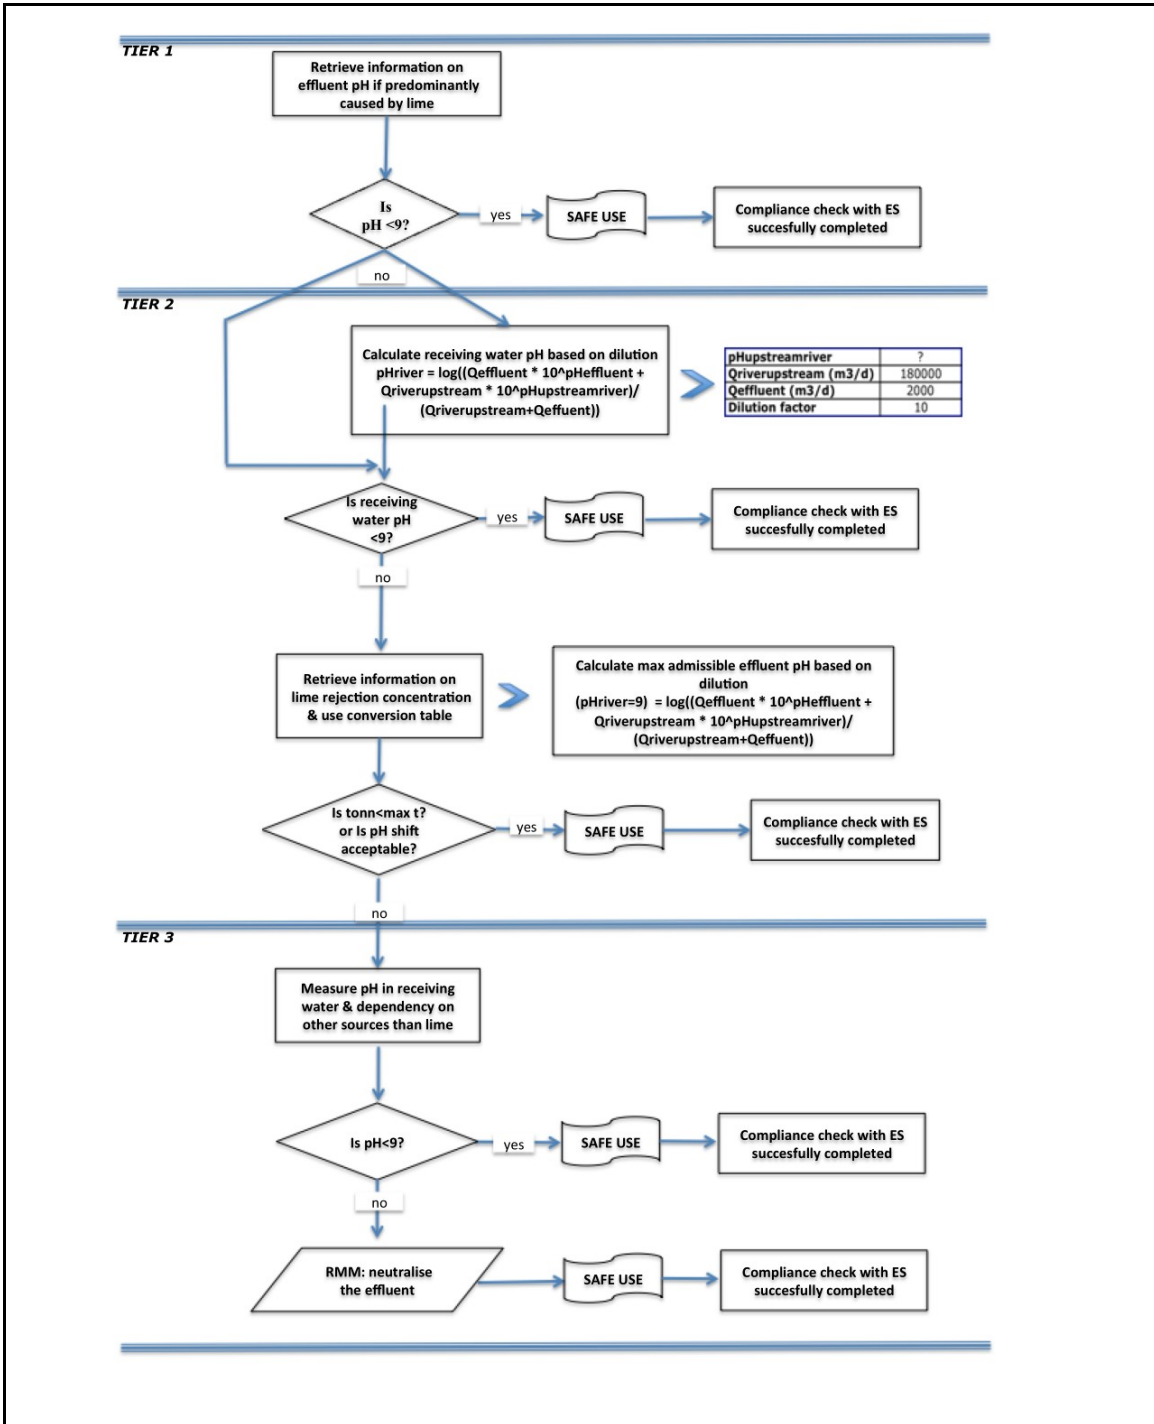 TIER 1
Retrieve information on
effluent pH if predominantly
caused by lime
Is
pH <9?
yes
SAFE USE
Compliance check with ES
succesfully completed
no
TIER 2
Calculate receiving water pH based on dilution
pHriver = log((Qeffluent * 10^pHeffluent +
Qriverupstream * 10^pHupstreamriver)/
(Qriverupstream+Qeffuent))
pHupstreamriver ?
Qriverupstream (m3/d) 180000
Qeffluent (m3/d) 2000
Dilution factor 10
Is receiving
water pH
<9?
yes
SAFE USE
Compliance check with ES
succesfully completed
no
Retrieve information on
lime rejection concentration
& use conversion table
Calculate max admissible effluent pH based on
dilution
(pHriver=9) = log((Qeffluent * 10^pHeffluent +
Qriverupstream * 10^pHupstreamriver)/
(Qriverupstream+Qeffuent))
Is tonn<max t?
or Is pH shift
acceptable?
yes
SAFE USE
Compliance check with ES
succesfully completed
no
TIER 3
Measure pH in receiving
water & dependency on
other sources than lime
Is pH<9?
yes
SAFE USE
Compliance check with ES
succesfully completed
no
RMM: neutralise
the effluent
SAFE USE
Compliance check with ES
succesfully completed